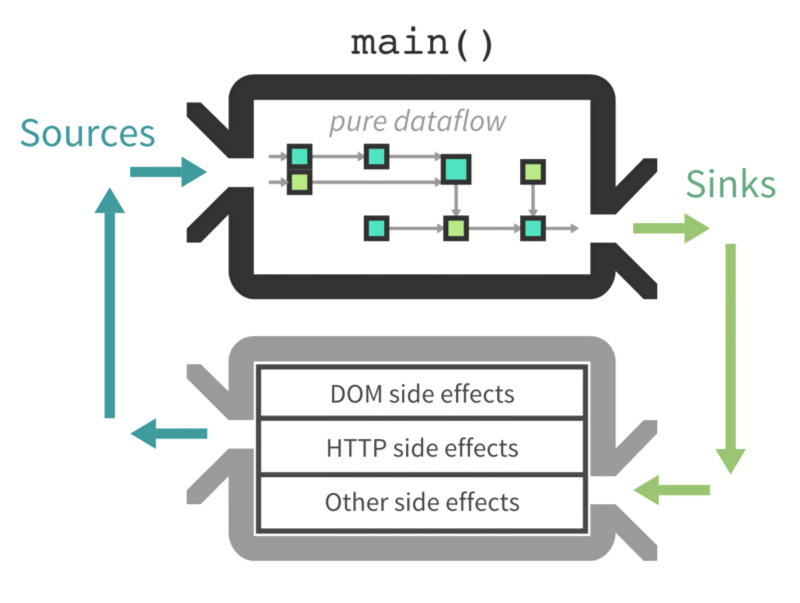 main()
Sources
pure dataflow
Sinks
DOM side effects
HTTP side effects
Other side effects